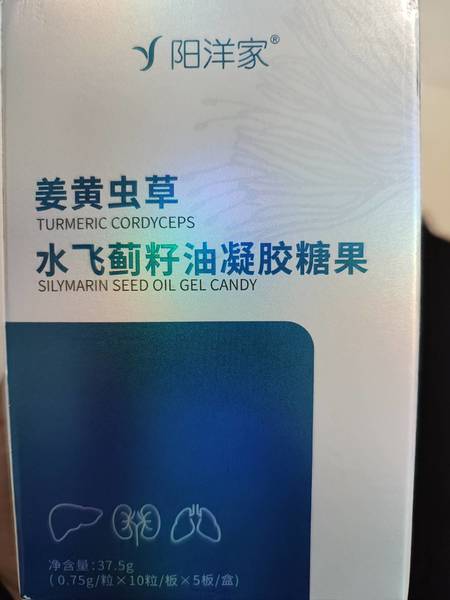 阳洋家®
姜黄虫草
TURMERIC CORDYCEPS
水飞蓟籽油凝胶糖果
SILYMARIN SEED OIL GEL CANDY
净含量:37.5g
(0.75g/粒×10粒/板×5板/盒)